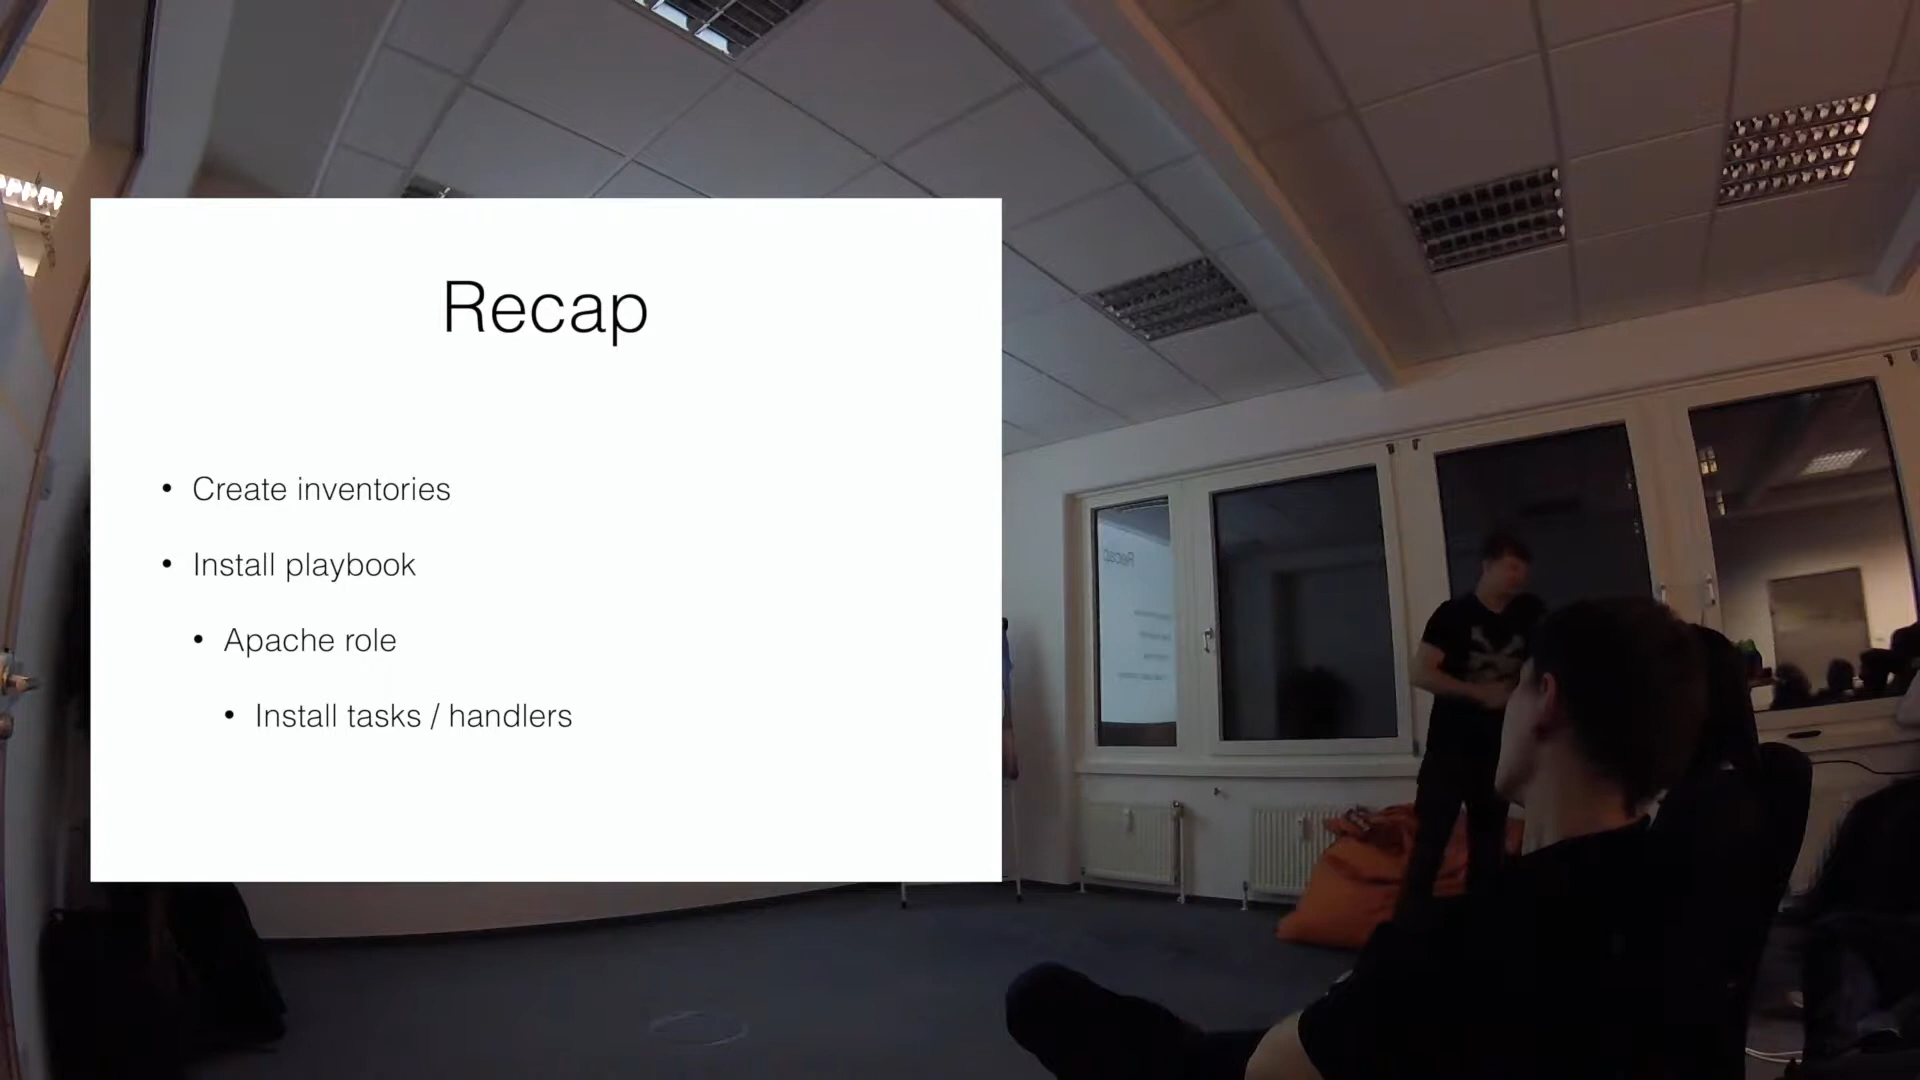 Recap
• Create inventories
• Install playbook
• Apache role
• Install tasks / handlers